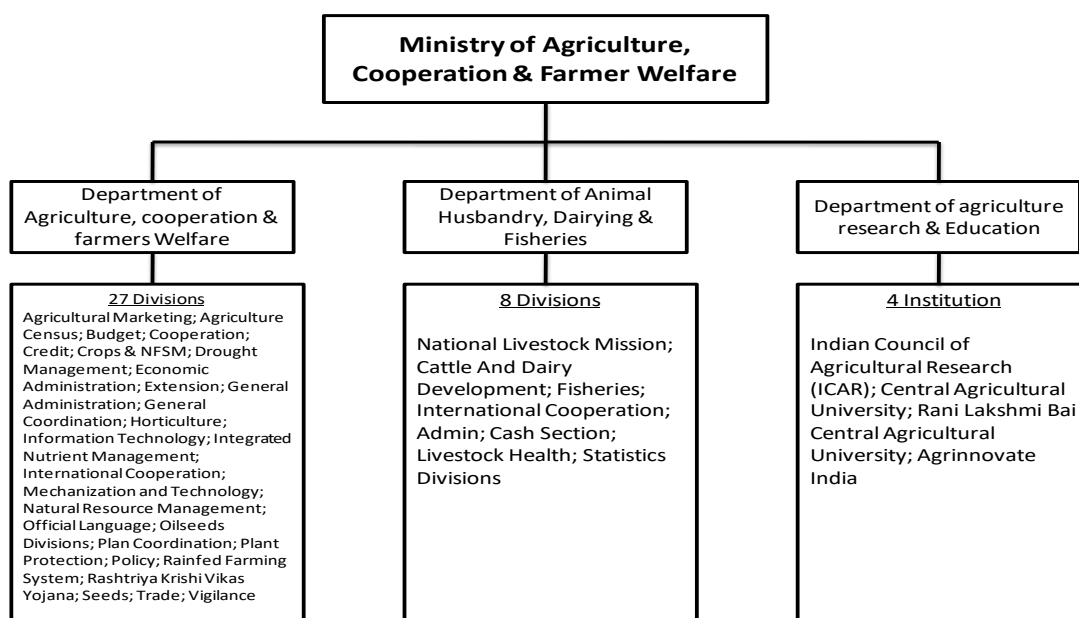 Ministry of Agriculture,
Cooperation & Farmer Welfare
Department of
Agriculture, cooperation &
farmers Welfare
27 Divisions
Agricultural Marketing; Agriculture
Census; Budget; Cooperation;
Credit; Crops & NFSM; Drought
Management; Economic
Administration; Extension; General
Administration; General
Coordination; Horticulture;
Information Technology; Integrated
Nutrient Management;
International Cooperation;
Mechanization and Technology;
Natural Resource Management;
Official Language; Oilseeds
Divisions; Plan Coordination; Plant
Protection; Policy; Rainfed Farming
System; Rashtriya Krishi Vikas
Yojana; Seeds; Trade; Vigilance
Department of Animal
Husbandry, Dairying &
Fisheries
8 Divisions
National Livestock Mission;
Cattle And Dairy
Development; Fisheries;
International Cooperation;
Admin; Cash Section;
Livestock Health; Statistics
Divisions
Department of agriculture
research & Education
4 Institution
Indian Council of
Agricultural Research
(ICAR); Central Agricultural
University; Rani Lakshmi Bai
Central Agricultural
University; Agrinnovate
India